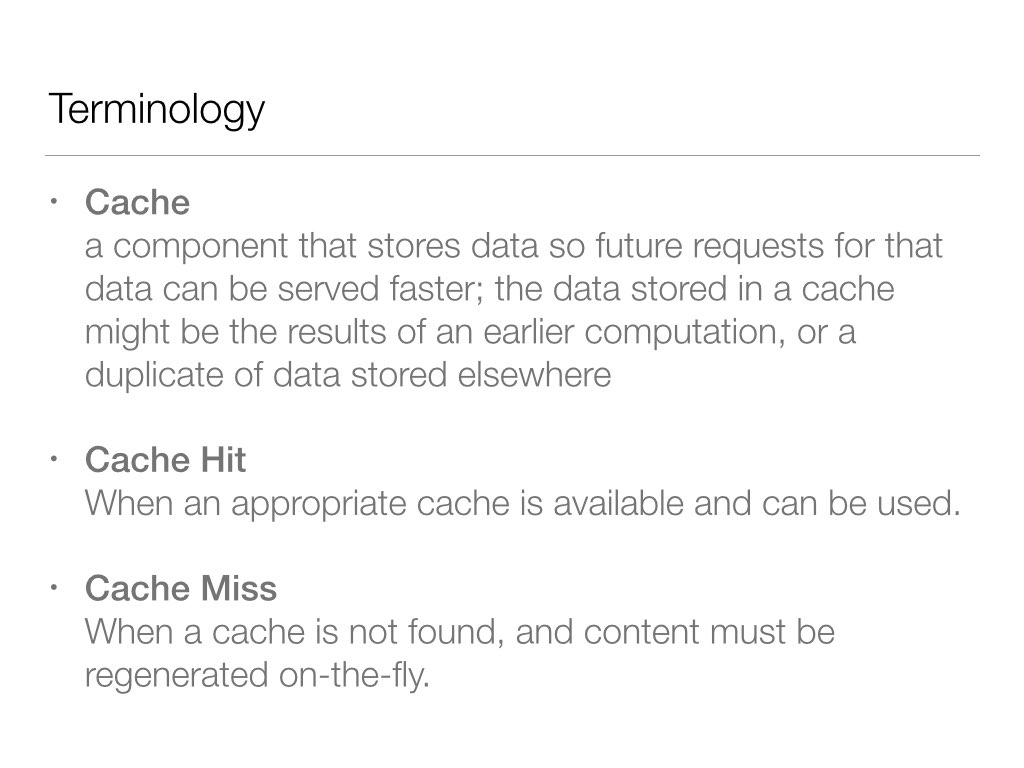 Terminology
• Cache
a component that stores data so future requests for that
data can be served faster; the data stored in a cache
might be the results of an earlier computation, or a
duplicate of data stored elsewhere
• Cache Hit
When an appropriate cache is available and can be used.
• Cache Miss
When a cache is not found, and content must be
regenerated on-the-fly.